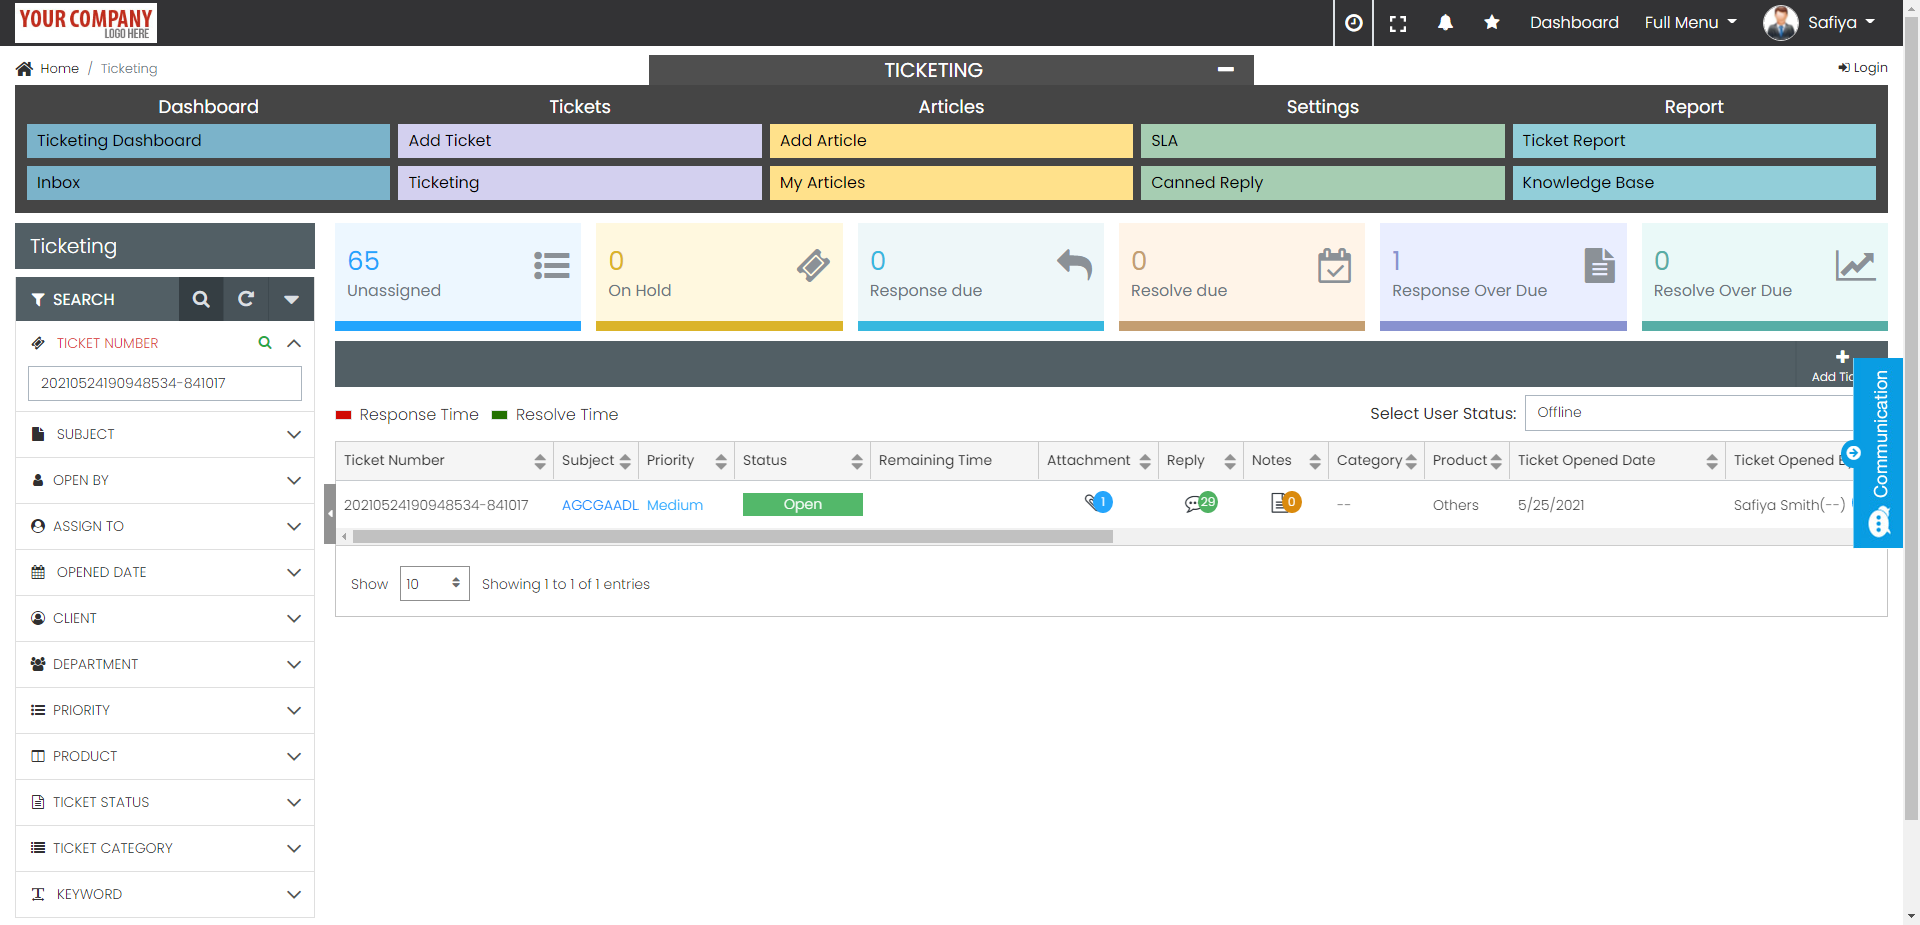 YOUR COMPANY
LOGO HERE
Dashboard Full Menu Safiya
Home / Ticketing
TICKETING
Login
Dashboard Tickets Articles Settings Report
Ticketing Dashboard Add Ticket Add Article SLA Ticket Report
Inbox Ticketing My Articles Canned Reply Knowledge Base
Ticketing
65 0 0 0 1 0
Unassigned On Hold Response due Resolve due Response Over Due Resolve Over Due
SEARCH
TICKET NUMBER
20210524190948534-841017
SUBJECT
OPEN BY
ASSIGN TO
OPENED DATE
CLIENT
DEPARTMENT
PRIORITY
PRODUCT
TICKET STATUS
TICKET CATEGORY
KEYWORD
Add Tic
Response Time Resolve Time Select User Status: Offline
Ticket Number Subject Priority Status Remaining Time Attachment Reply Notes Category Product Ticket Opened Date Ticket Opened
20210524190948534-841017 AGCGAADL Medium Open 1 29 0 -- Others 5/25/2021 Safiya Smith(--)
Show 10 Showing 1 to 1 of 1 entries
Communication